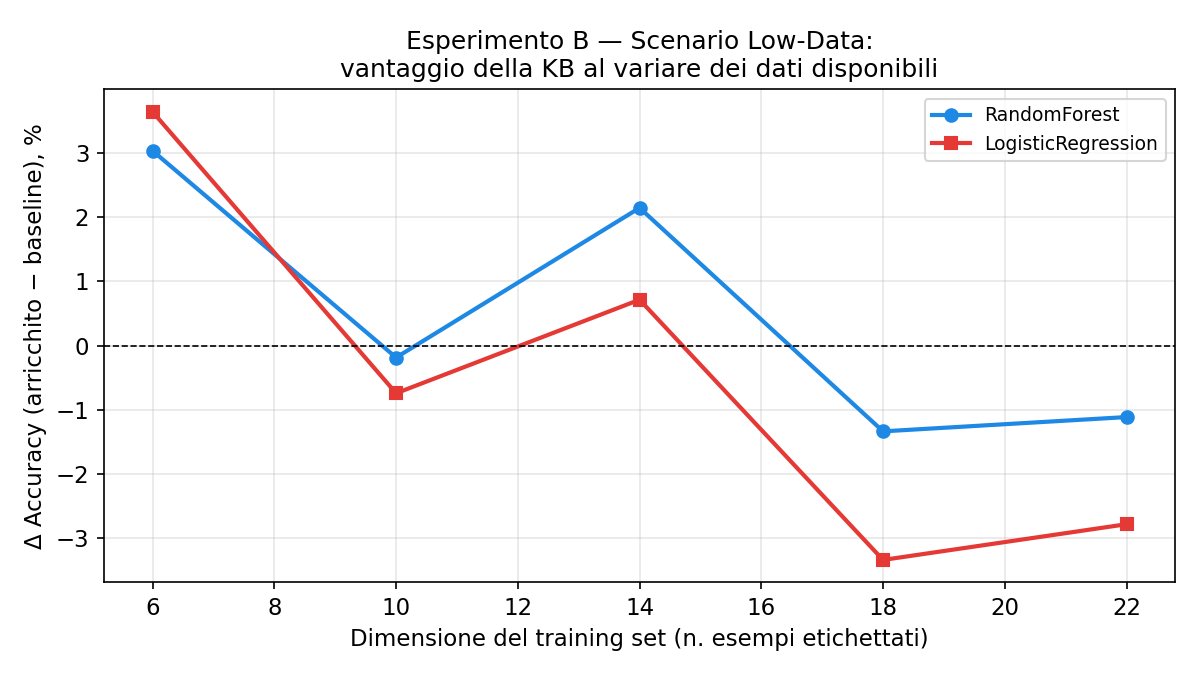 Esperimento B — Scenario Low-Data:
vantaggio della KB al variare dei dati disponibili
RandomForest
LogisticRegression
Δ Accuracy (arricchito − baseline), %
3
2
1
0
−1
−2
−3
6 8 10 12 14 16 18 20 22
Dimensione del training set (n. esempi etichettati)